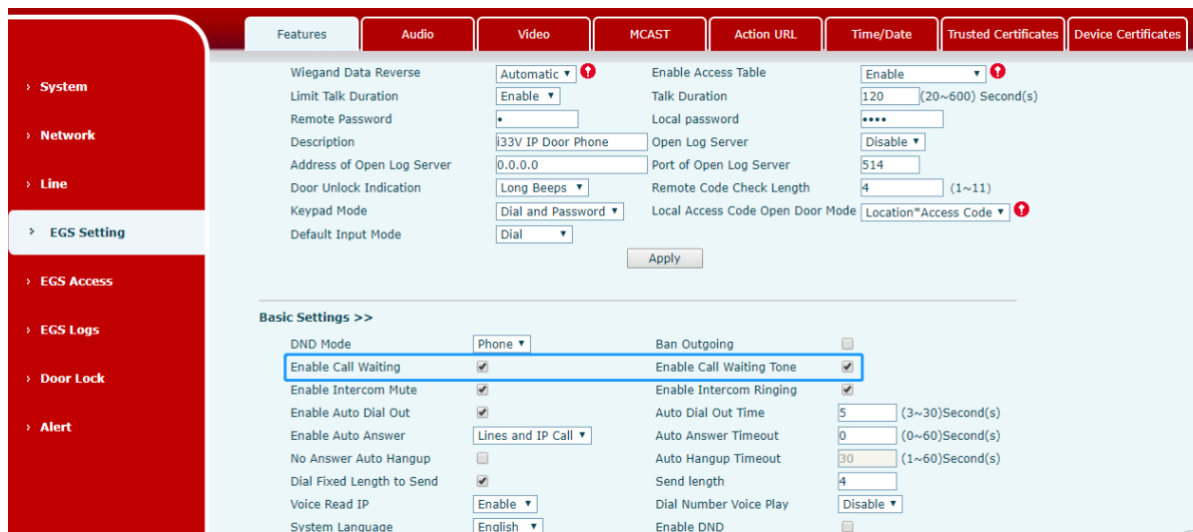 Features Audio Video MCAST Action URL Time/Date Trusted Certificates Device Certificates
› System
› Network
› Line
› EGS Setting
› EGS Access
› EGS Logs
› Door Lock
› Alert
Wiegand Data Reverse Automatic Enable Access Table Enable
Limit Talk Duration Enable Talk Duration 120 (20~600) Second(s)
Remote Password • Local password ••••
Description i33V IP Door Phone Open Log Server Disable
Address of Open Log Server 0.0.0.0 Port of Open Log Server 514
Door Unlock Indication Long Beeps Remote Code Check Length 4 (1~11)
Keypad Mode Dial and Password Local Access Code Open Door Mode Location*Access Code
Default Input Mode Dial
Apply
Basic Settings >>
DND Mode Phone Ban Outgoing
Enable Call Waiting Enable Call Waiting Tone
Enable Intercom Mute Enable Intercom Ringing
Enable Auto Dial Out Auto Dial Out Time 5 (3~30)Second(s)
Enable Auto Answer Lines and IP Call Auto Answer Timeout 0 (0~60)Second(s)
No Answer Auto Hangup Auto Hangup Timeout 30 (1~60)Second(s)
Dial Fixed Length to Send Send length 4
Voice Read IP Enable Dial Number Voice Play Disable
System Language English Enable DND